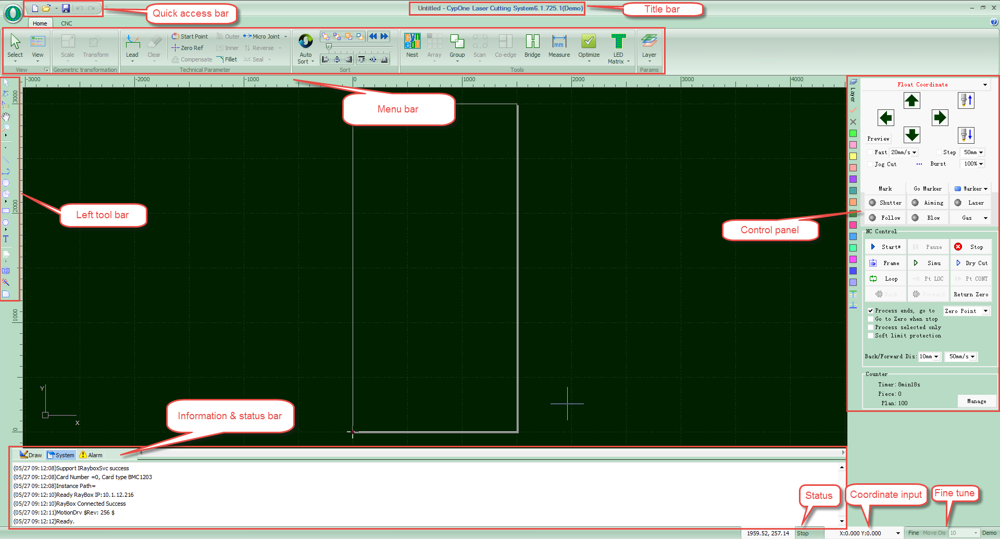 Untitled - CypOne Laser Cutting System6.1.725.1(Demo)
Title bar
Quick access bar
Home CNC
Select View Scale Transform Lead Clear
Start Point Outer Micro Joint
Zero Ref Inner Reverse
Compensate Fillet Seal
Auto Sort
Nest Array Group Scan Co-edge Bridge Measure Optimize LED Matrix Layer
mm
View Geometric transformation Technical Parameter Sort Tools Params
-3000 -2000 -1000 0 1000 2000 3000 4000
3000
2000
1000
0
123
T
Menu bar
Left tool bar
Control panel
Information & status bar
Y
X
Layer
Float Coordinate
Preview
Fast 20mm/s Step 50mm
Jog Cut Burst 100%
Mark Go Marker Marker
Shutter Aiming Laser
Follow Blow Gas
NC Control
Start* Pause Stop
Frame Simu Dry Cut
Loop Pt LOC Pt CONT
Back Forward Return Zero
Process ends, go to Zero Point
Go to Zero when stop
Process selected only
Soft limit protection
Back/Forward Dis: 10mm 50mm/s
Counter
Timer: 8min18s
Piece: 0
Plan: 100
Manage
Draw System Alarm
(05/27 09:12:08)Support IRayboxSvc success
(05/27 09:12:08)Card Number =0, Card type BMC1203
(05/27 09:12:08)Instance Path=
(05/27 09:12:10)Ready RayBox IP:10.1.12.216
(05/27 09:12:10)RayBox Connected Success
(05/27 09:12:11)MotionDrv $Rev: 256 $
(05/27 09:12:12)Ready.
Status
Coordinate input
Fine tune
1959.52, 257.14 Stop X:0.000 Y:0.000 Fine Move Dis 10 Demo